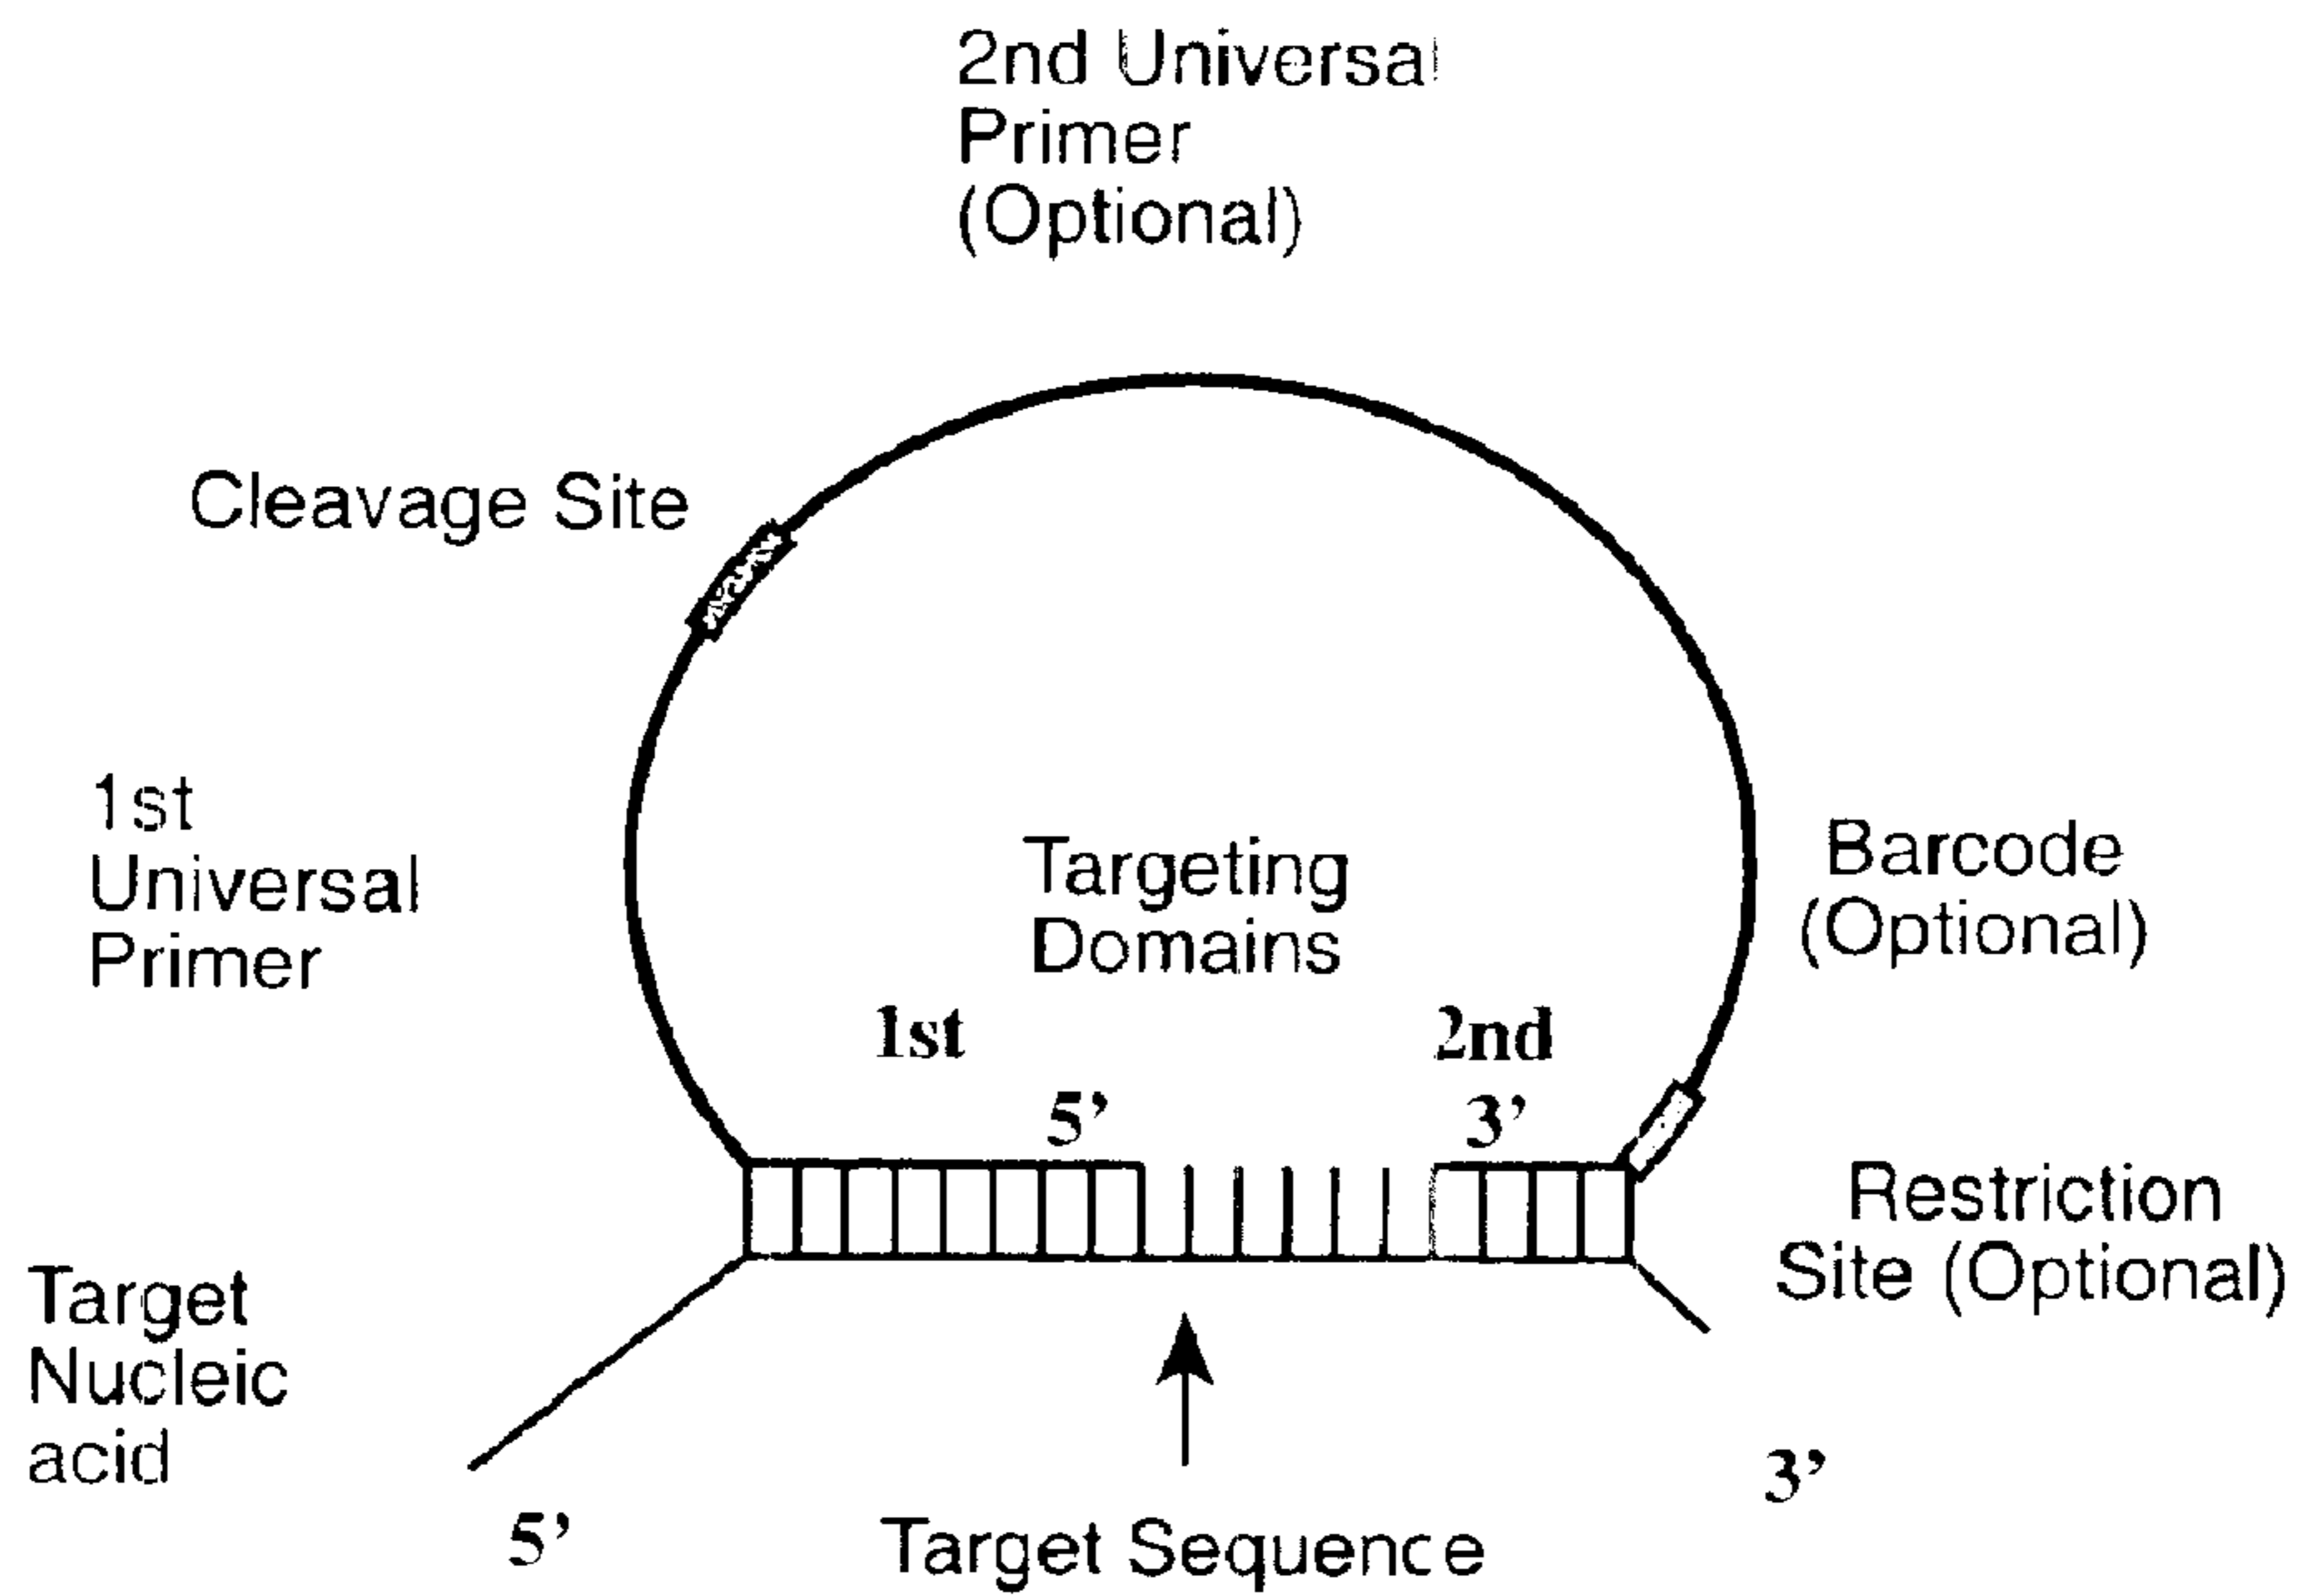 2nd Universal
Primer
(Optional)
Cleavage Site
1st
Universal
Primer
Targeting
Domains
Barcode
(Optional)
1st
2nd
5’
3’
Restriction
Site (Optional)
Target
Nucleic
acid
5’
Target Sequence
3’